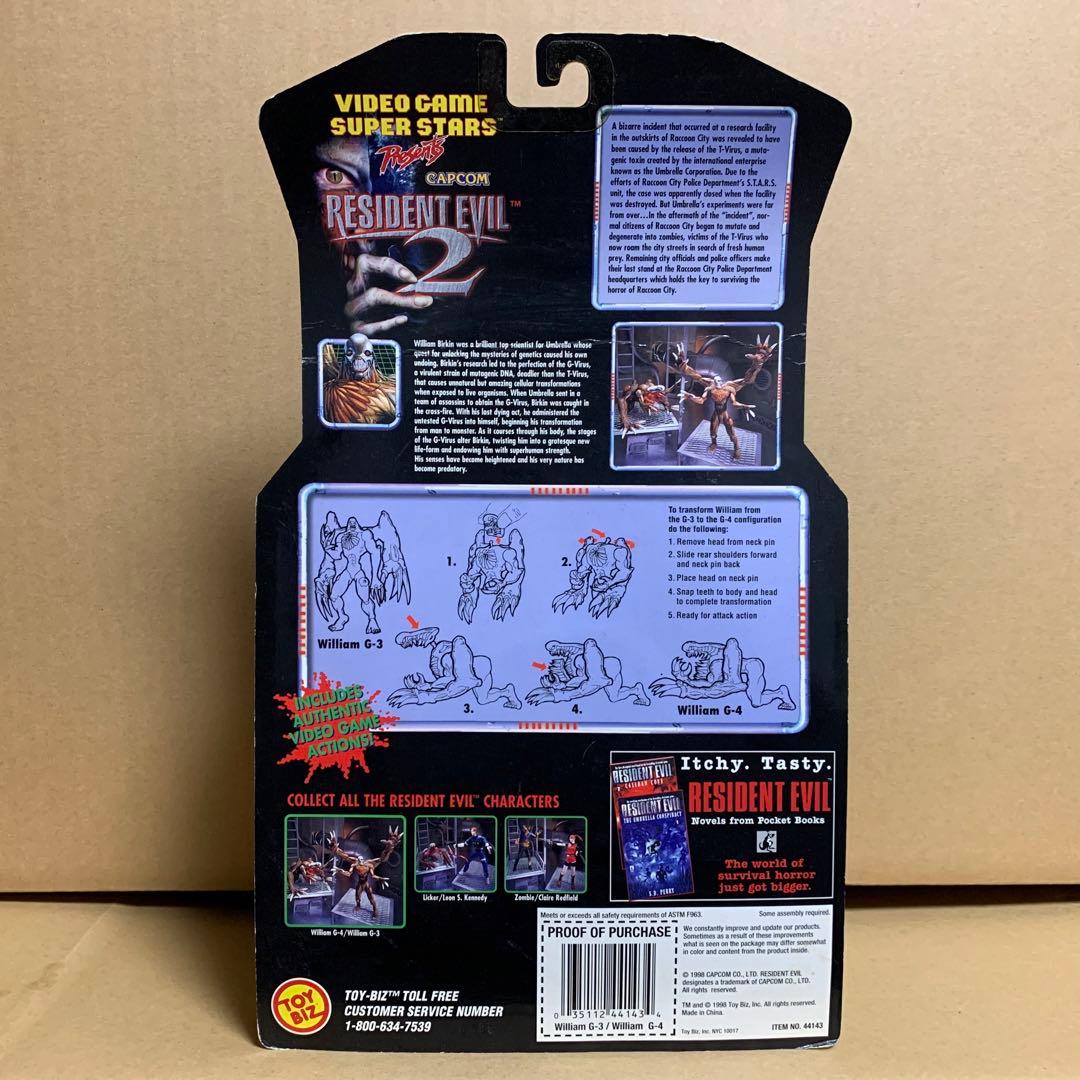 VIDEO GAME
SUPER STARS™
Presents
CAPCOM
RESIDENT EVIL™
2
A bizarre incident that occurred at a research facility
in the outskirts of Raccoon City was revealed to have
been caused by the release of the T-Virus, a muta-
genic toxin created by the international enterprise
known as the Umbrella Corporation. Due to the
efforts of Raccoon City Police Department's S.T.A.R.S.
unit, the case was apparently closed when the facility
was destroyed. But Umbrella's experiments were far
from over...In the aftermath of the "incident", nor-
mal citizens of Raccoon City began to mutate and
degenerate into zombies, victims of the T-Virus who
now roam the city streets in search of fresh human
prey. Remaining city officials and police officers make
their last stand at the Raccoon City Police Department
headquarters which holds the key to surviving the
horror of Raccoon City.
William Birkin was a brilliant top scientist for Umbrella whose
quest for unlocking the mysteries of genetics caused his own
undoing. Birkin's research led to the perfection of the G-Virus,
a virulent strain of mutagenic DNA, deadlier than the T-Virus,
that causes unnatural but amazing cellular transformations
when exposed to live organisms. When Umbrella sent in a
team of assassins to obtain the G-Virus, Birkin was caught in
the cross-fire. With his last dying act, he administered the
untested G-Virus into himself, beginning his transformation
from man to monster. As it courses through his body, the stages
of the G-Virus alter Birkin, twisting him into a grotesque new
life-form and endowing him with superhuman strength.
His senses have become heightened and his very nature has
become predatory.
To transform William from
the G-3 to the G-4 configuration
do the following:
1. Remove head from neck pin
2. Slide rear shoulders forward
and neck pin back
3. Place head on neck pin
4. Snap teeth to body and head
to complete transformation
5. Ready for attack action
1.
2.
William G-3
3.
4.
William G-4
INCLUDES
AUTHENTIC
VIDEO GAME
ACTIONS!
COLLECT ALL THE RESIDENT EVIL™ CHARACTERS
William G-4/William G-3
Licker/Leon S. Kennedy
Zombie/Claire Redfield
RESIDENT EVIL
CALIBAN COVE
RESIDENT EVIL
THE UMBRELLA CONSPIRACY
S.D. PERRY
Itchy. Tasty.
RESIDENT EVIL™
Novels from Pocket Books
The world of
survival horror
just got bigger.
Meets or exceeds all safety requirements of ASTM F963.
Some assembly required.
PROOF OF PURCHASE
0 35112 44143 4
William G-3 / William G-4
We constantly improve and update our products.
Sometimes as a result of these improvements
what is seen on the package may differ somewhat
in color and content from the product inside.
© 1998 CAPCOM CO., LTD. RESIDENT EVIL
designates a trademark of CAPCOM CO., LTD.
All rights reserved.
TM and © 1998 Toy Biz, Inc. All rights reserved.
Made in China.
Toy Biz, Inc. NYC 10017
ITEM NO. 44143
TOY
BIZ
TOY-BIZ™ TOLL FREE
CUSTOMER SERVICE NUMBER
1-800-634-7539